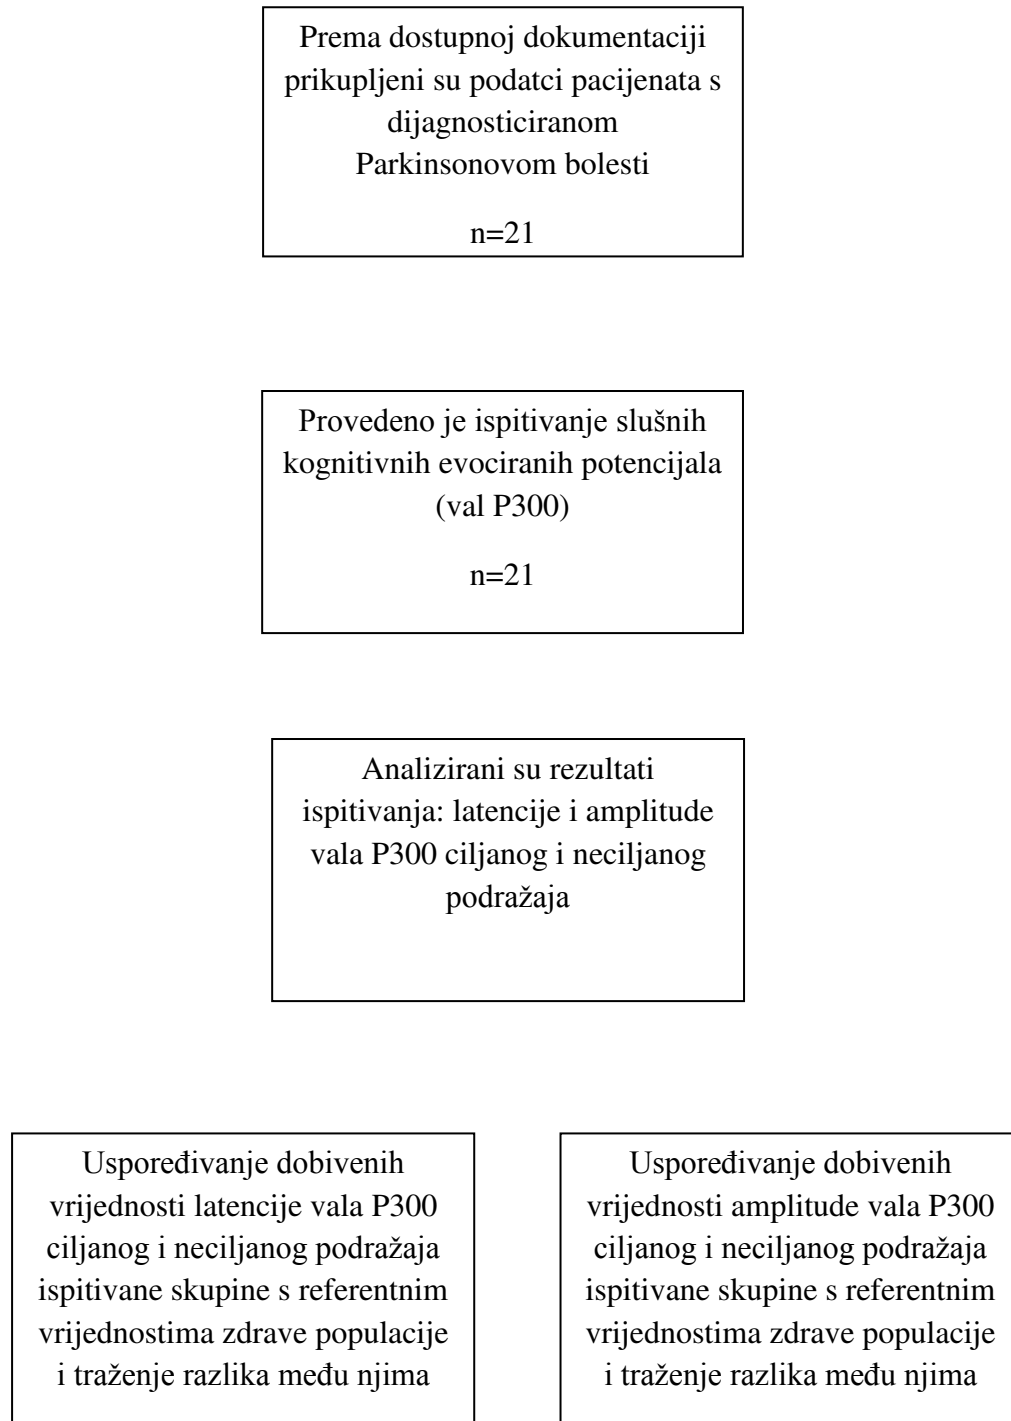 Prema dostupnoj dokumentaciji
prikupljeni su podatci pacijenata s
dijagnosticiranom
Parkinsonovom bolesti
n=21
Provedeno je ispitivanje slušnih
kognitivnih evociranih potencijala
(val P300)
n=21
Analizirani su rezultati
ispitivanja: latencije i amplitude
vala P300 ciljanog i neciljanog
podražaja
Uspoređivanje dobivenih
vrijednosti latencije vala P300
ciljanog i neciljanog podražaja
ispitivane skupine s referentnim
vrijednostima zdrave populacije
i traženje razlika među njima
Uspoređivanje dobivenih
vrijednosti amplitude vala P300
ciljanog i neciljanog podražaja
ispitivane skupine s referentnim
vrijednostima zdrave populacije
i traženje razlika među njima